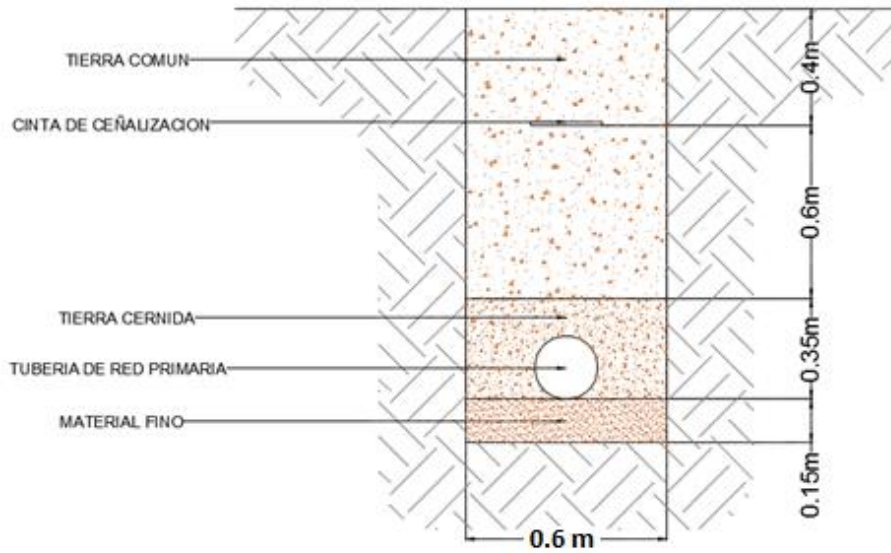 TIERRA COMUN
CINTA DE CEÑALIZACION
TIERRA CERNIDA
TUBERIA DE RED PRIMARIA
MATERIAL FINO
0.4m
0.6m
0.35m
0.15m
0.6 m